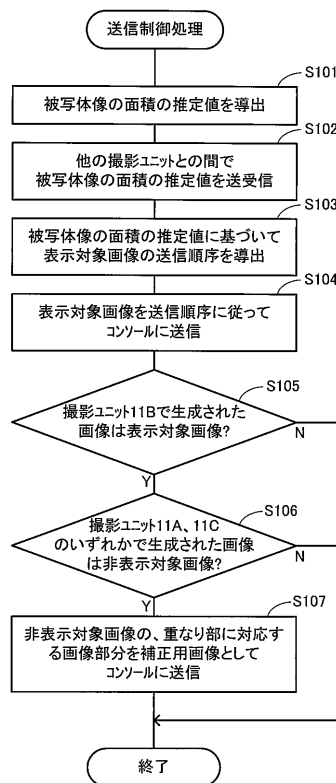 送信制御処理
S101
被写体像の面積の推定値を導出
S102
他の撮影ユニットとの間で
被写体像の面積の推定値を送受信
S103
被写体像の面積の推定値に基づいて
表示対象画像の送信順序を導出
S104
表示対象画像を送信順序に従って
コンソールに送信
S105
撮影ユニット11Bで生成された
画像は表示対象画像?
N
Y
S106
撮影ユニット11A、11C
のいずれかで生成された画像
は非表示対象画像?
N
Y
S107
非表示対象画像の、重なり部に対応す
る画像部分を補正用画像として
コンソールに送信
終了